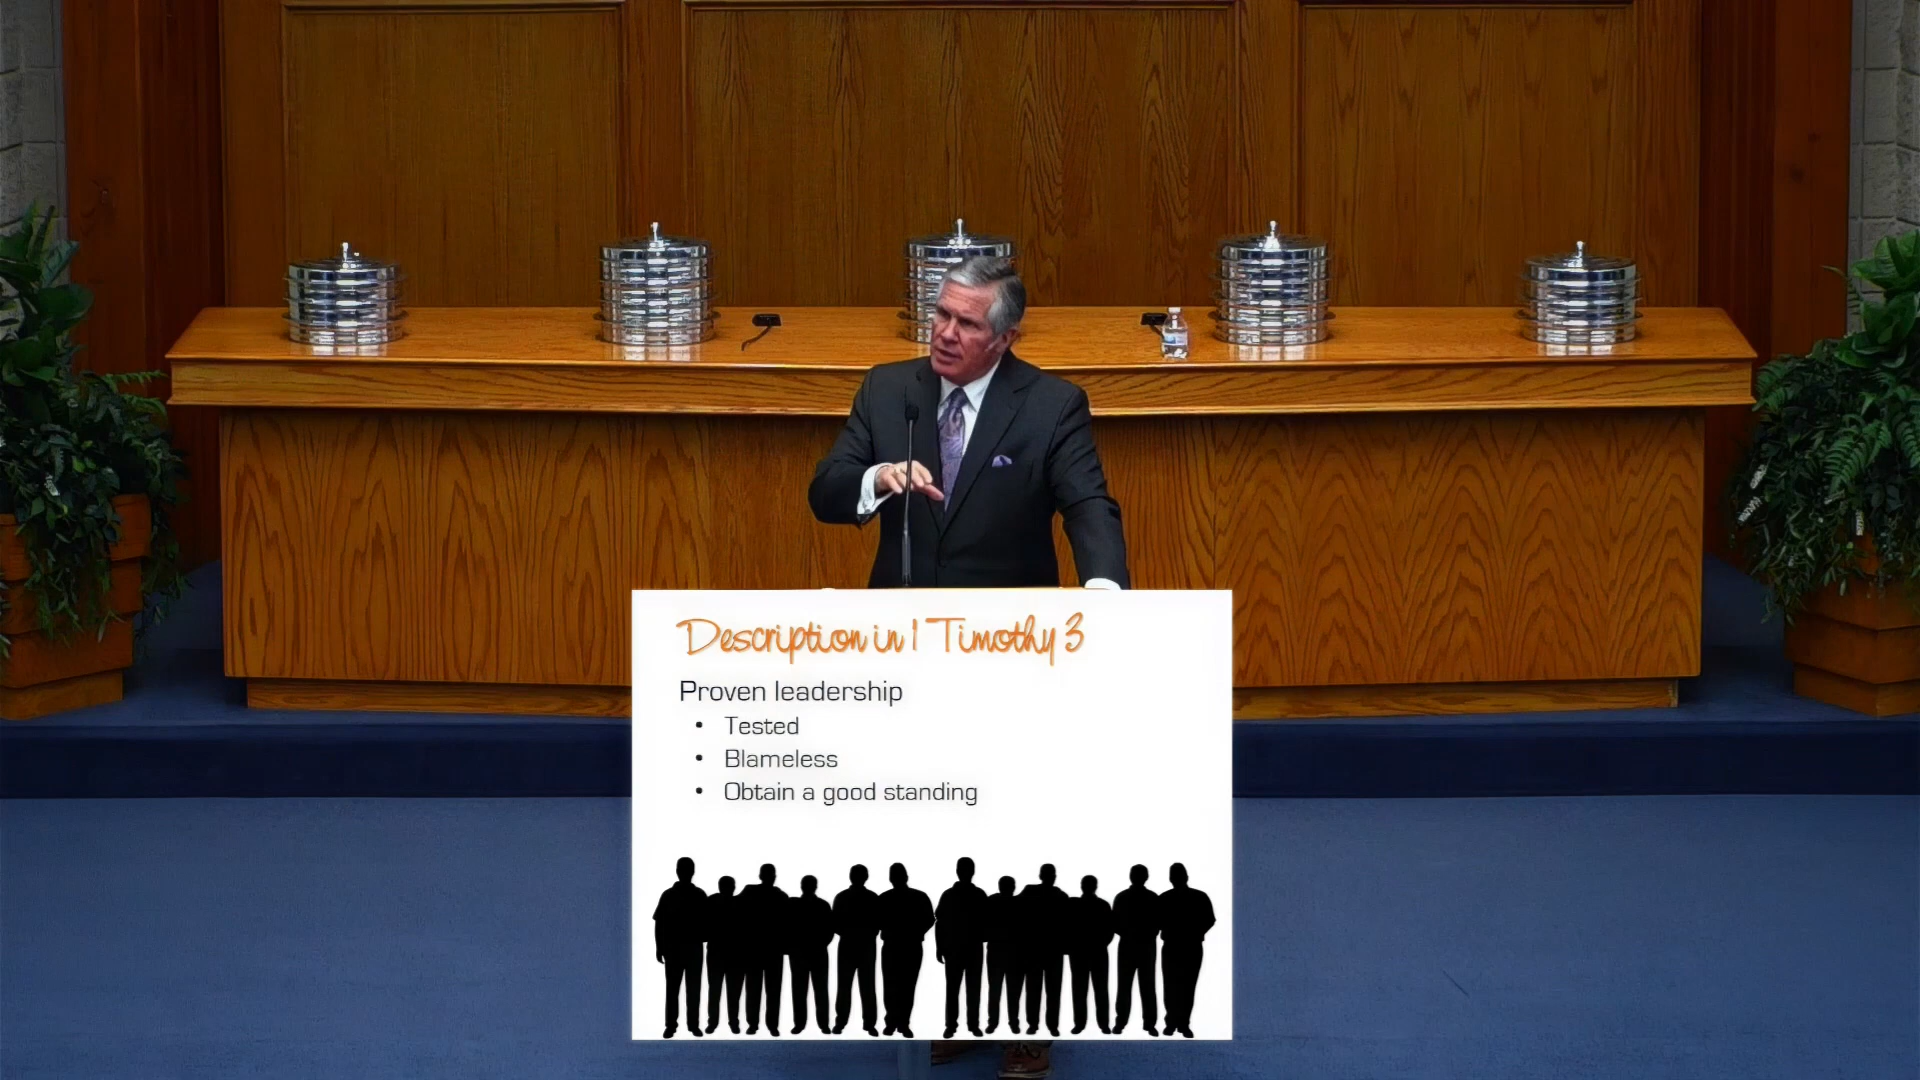 Description in 1 Timothy 3
Proven leadership
• Tested
• Blameless
• Obtain a good standing